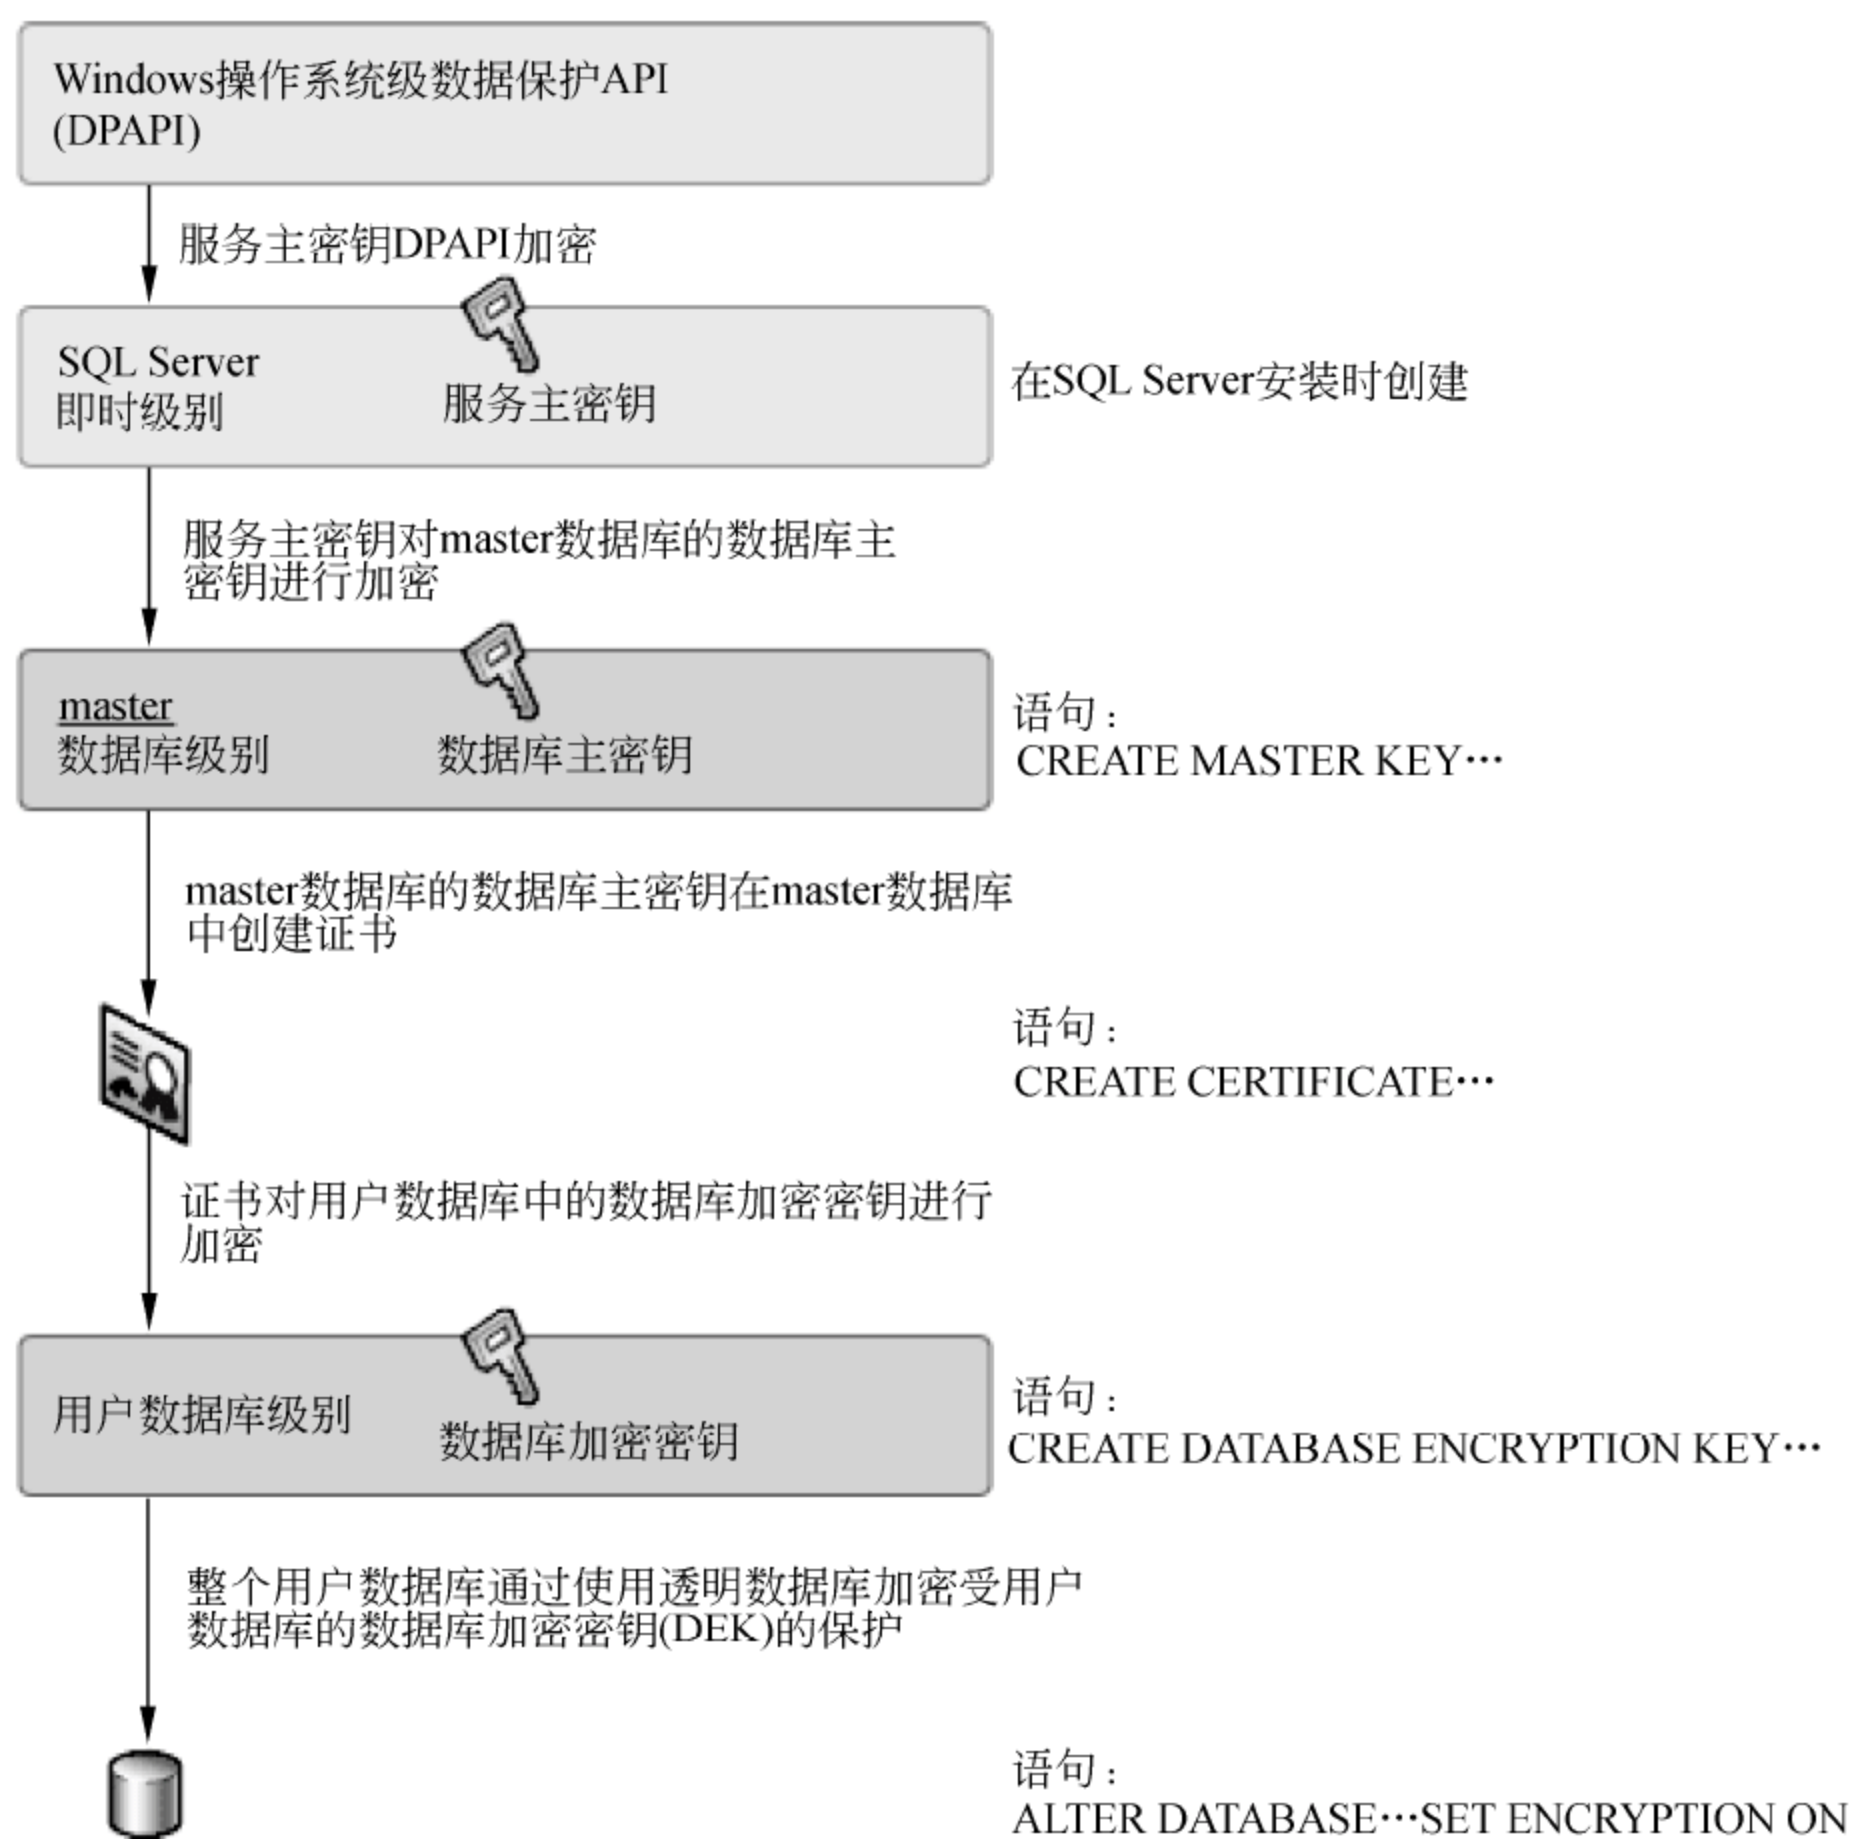 Windows操作系统级数据保护API
(DPAPI)
服务主密钥DPAPI加密
SQL Server
即时级别
服务主密钥
在SQL Server安装时创建
服务主密钥对master数据库的数据库主
密钥进行加密
master
数据库级别
数据库主密钥
语句：
CREATE MASTER KEY…
master数据库的数据库主密钥在master数据库
中创建证书
语句：
CREATE CERTIFICATE…
证书对用户数据库中的数据库加密密钥进行
加密
用户数据库级别
数据库加密密钥
语句：
CREATE DATABASE ENCRYPTION KEY…
整个用户数据库通过使用透明数据库加密受用户
数据库的数据库加密密钥(DEK)的保护
语句：
ALTER DATABASE…SET ENCRYPTION ON